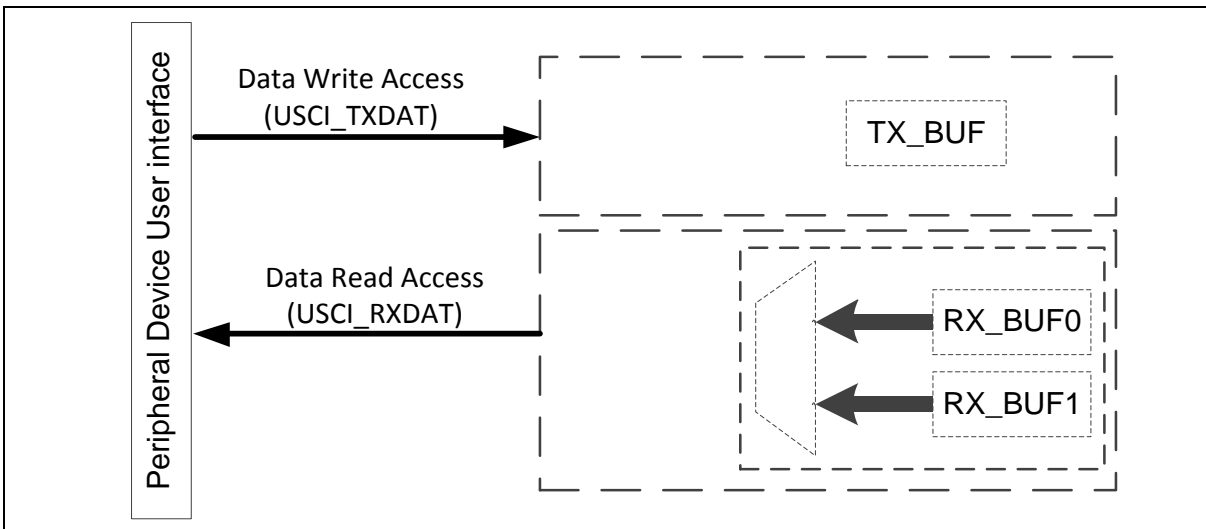 Peripheral Device User interface
Data Write Access
(USCI_TXDAT)
TX_BUF
Data Read Access
(USCI_RXDAT)
RX_BUF0
RX_BUF1